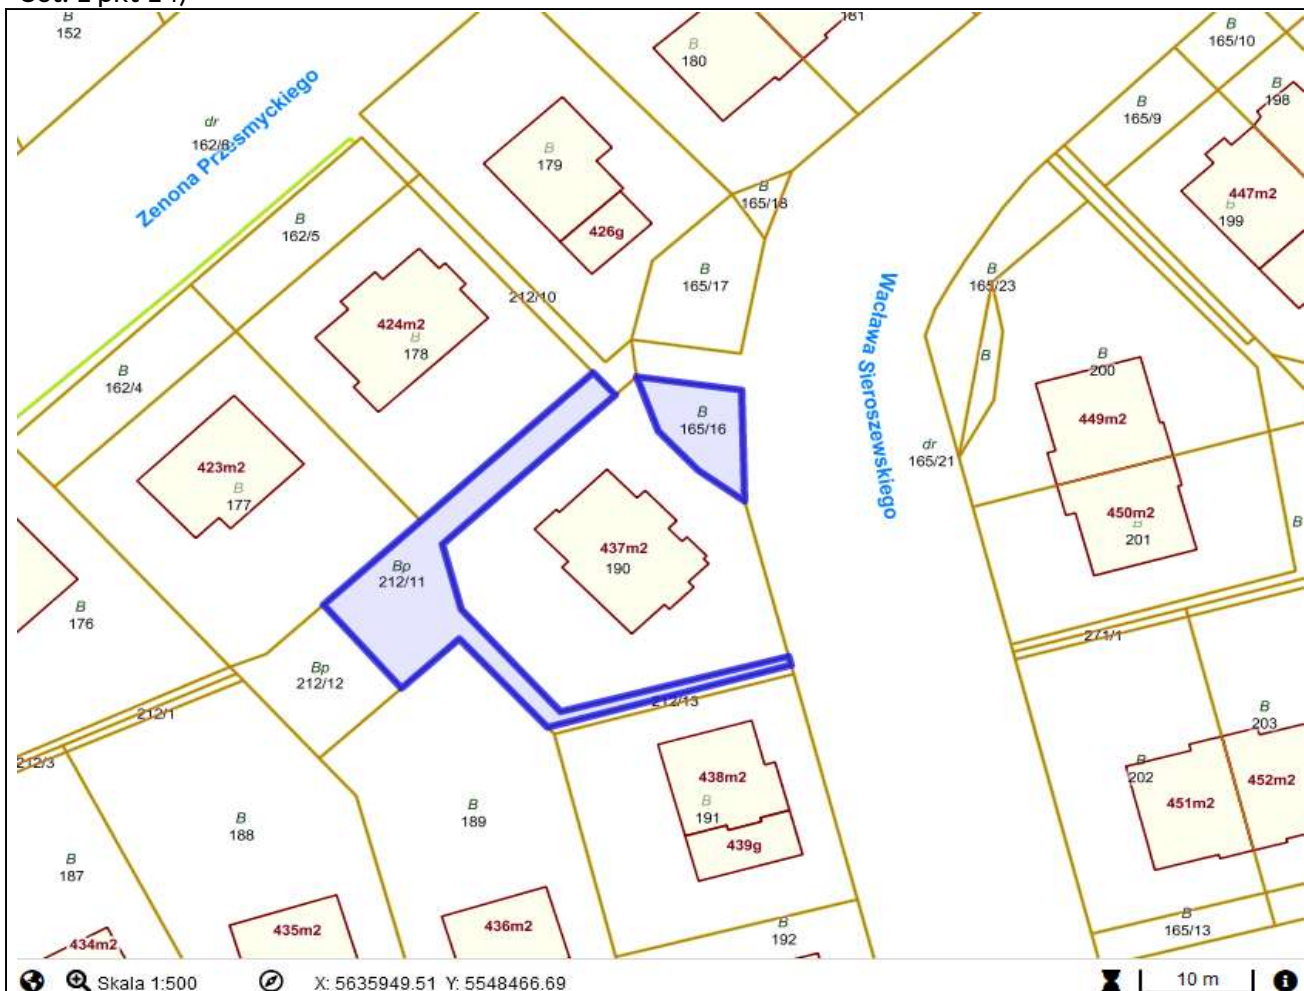 B
152
dr
162/8
Zenona Przesmyckiego
B
180
181
B
165/10
B
165/9
B
198
447m2
B
199
B
179
426g
B
165/18
B
165/17
B
162/5
212/10
424m2
B
178
B
162/4
423m2
B
177
B
165/23
B
B
200
449m2
Wacława Sieroszewskiego
B
165/16
dr
165/21
450m2
B
201
B
437m2
190
Bp
212/11
B
176
Bp
212/12
212/1
212/3
212/13
271/1
B
203
B
202
451m2
452m2
438m2
B
191
439g
B
189
B
188
B
187
435m2
436m2
434m2
B
192
B
165/13
Skala 1:500
X: 5635949.51 Y: 5548466.69
10 m